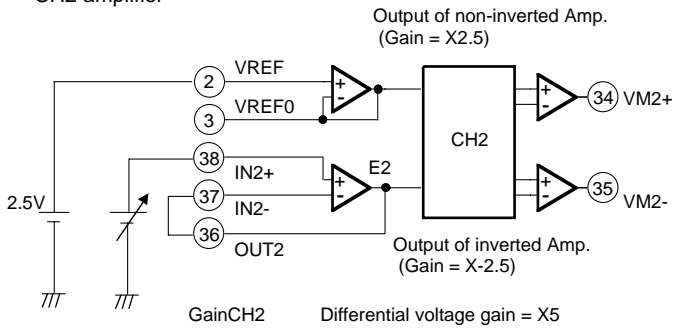 Output of non-inverted Amp.
(Gain = X2.5)
2 VREF
3 VREF0
38 IN2+
37 IN2-
36 OUT2
+
-
+
-
E2
CH2
+
-
34 VM2+
+
-
35 VM2-
2.5V
Output of inverted Amp.
(Gain = X-2.5)
GainCH2 Differential voltage gain = X5